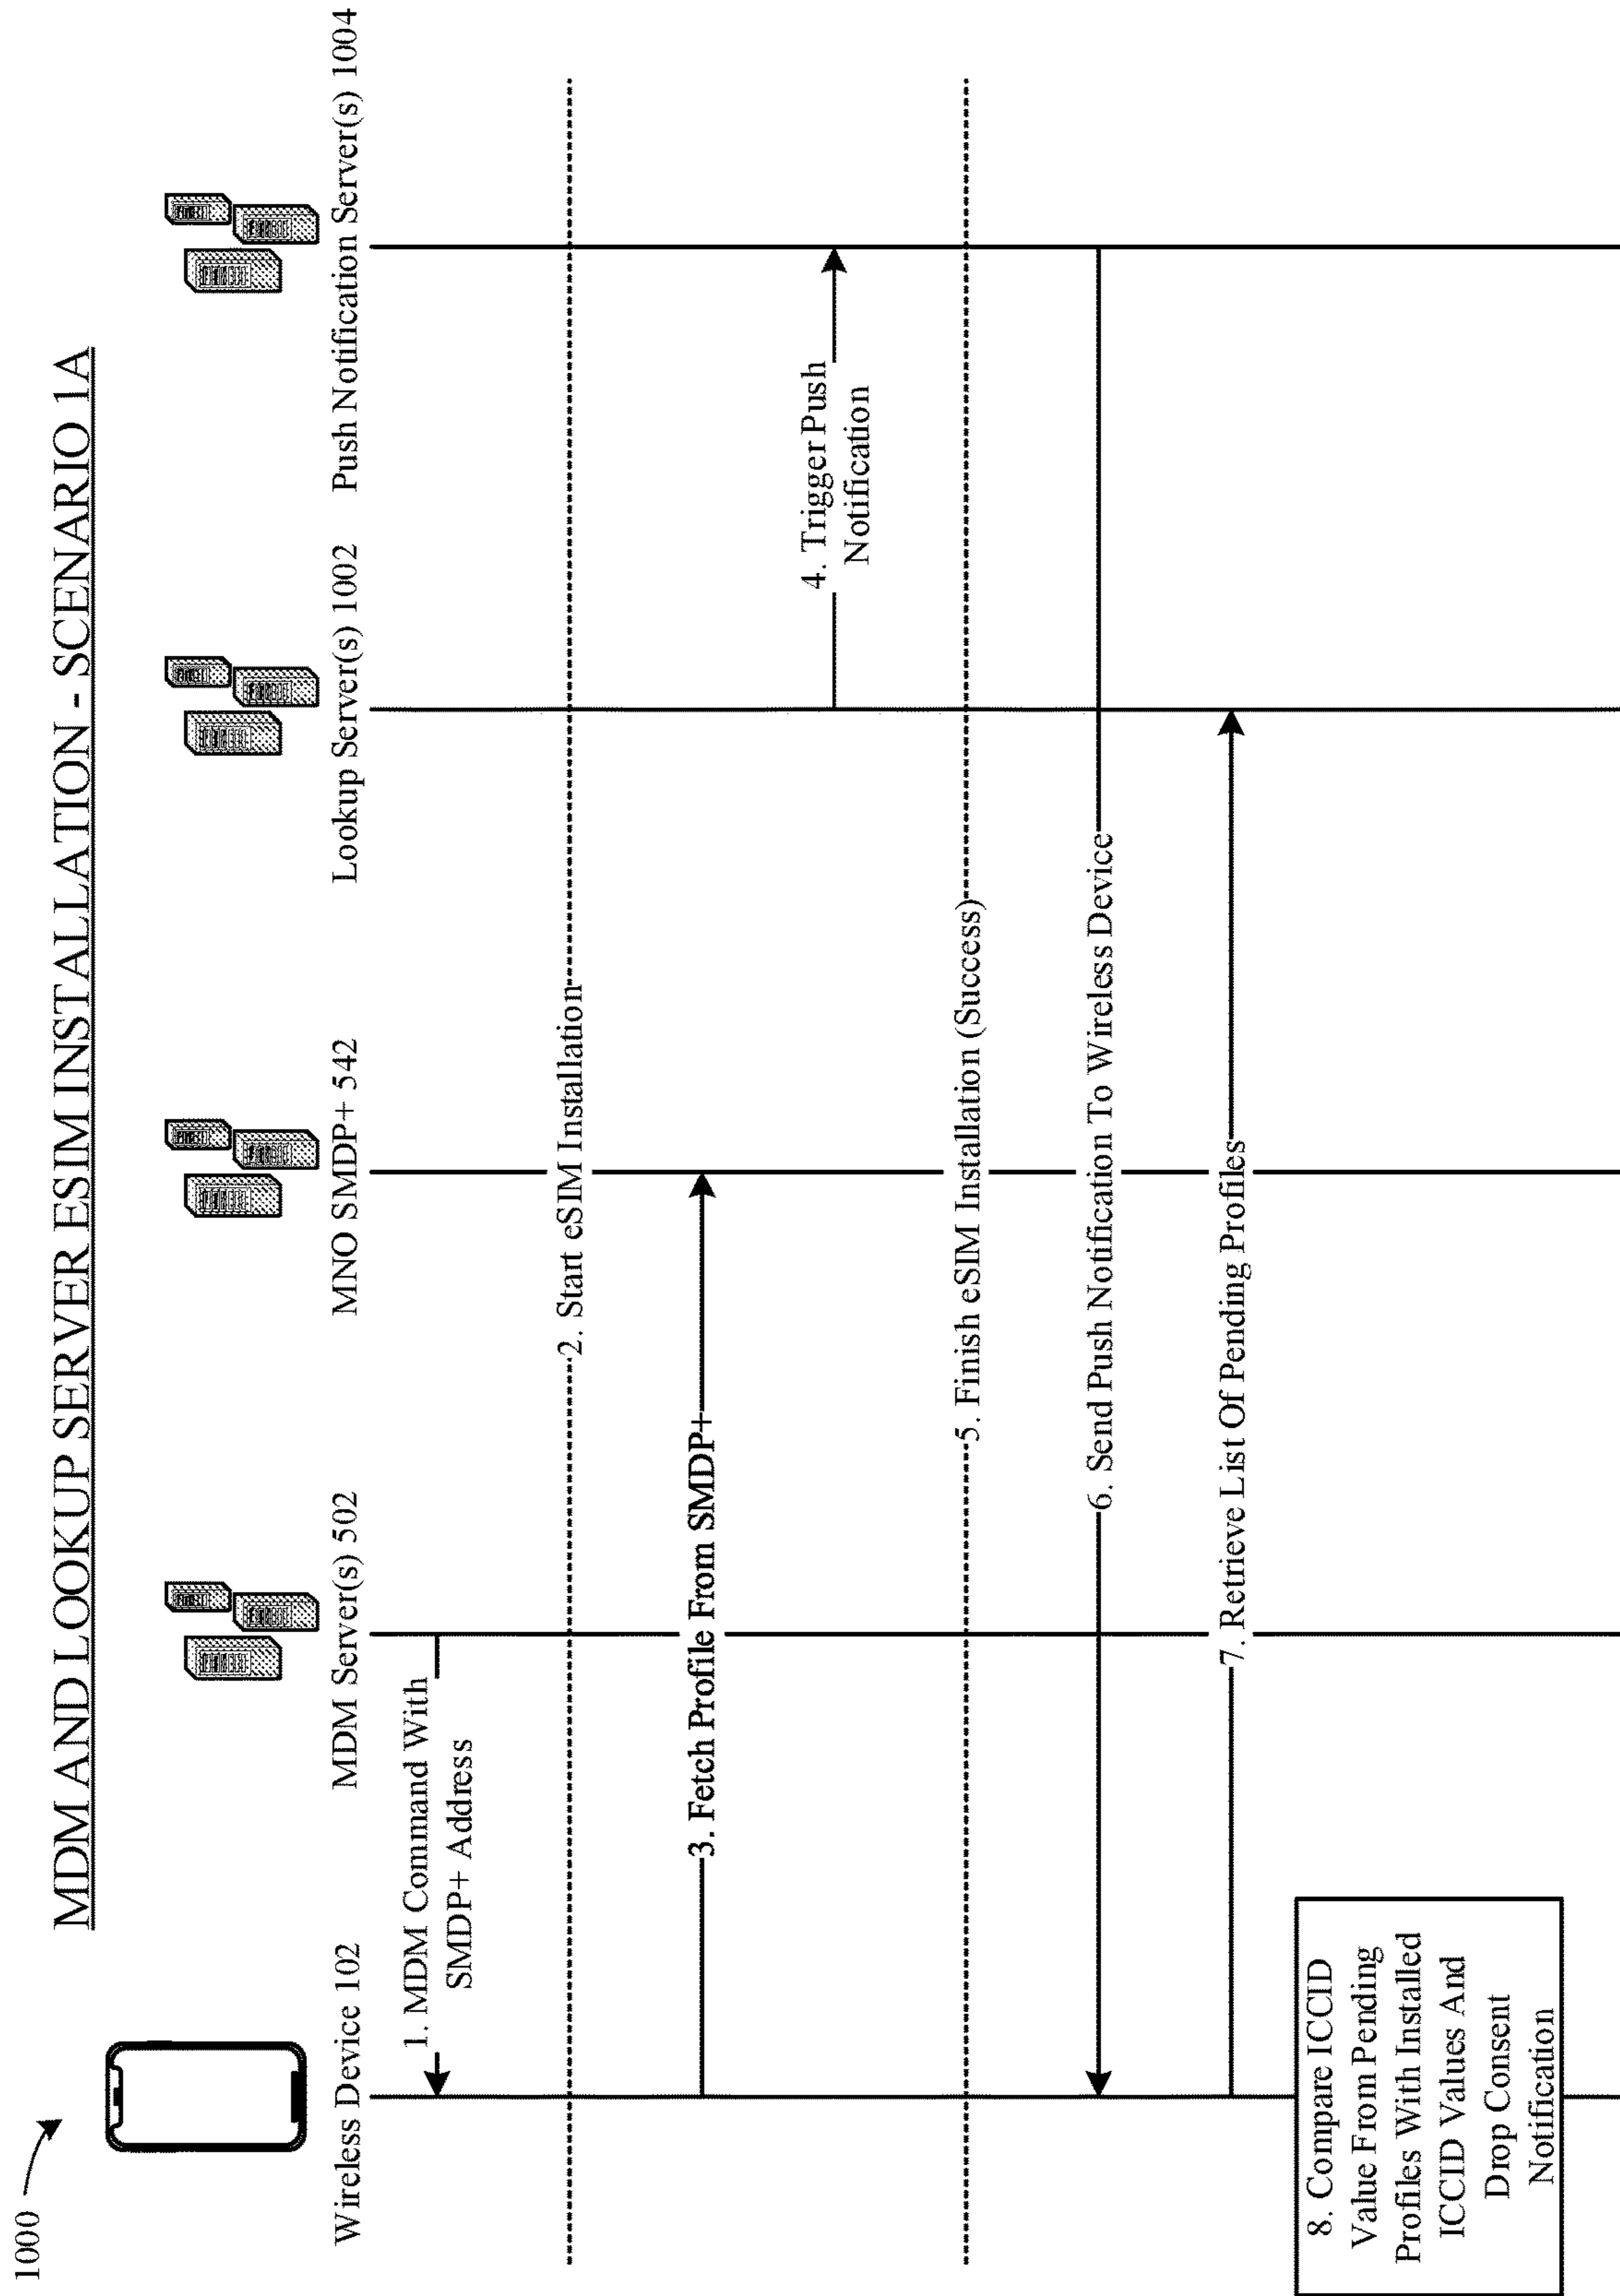 1000
MDM AND LOOKUP SERVER ESIM INSTALLATION - SCENARIO 1A
Wireless Device 102
MDM Server(s) 502
MNO SMDP+ 542
Lookup Server(s) 1002
Push Notification Server(s) 1004
1. MDM Command With
SMDP+ Address
2. Start eSIM Installation
3. Fetch Profile From SMDP+
4. Trigger Push
Notification
5. Finish eSIM Installation (Success)
6. Send Push Notification To Wireless Device
7. Retrieve List Of Pending Profiles
8. Compare ICCID
Value From Pending
Profiles With Installed
ICCID Values And
Drop Consent
Notification